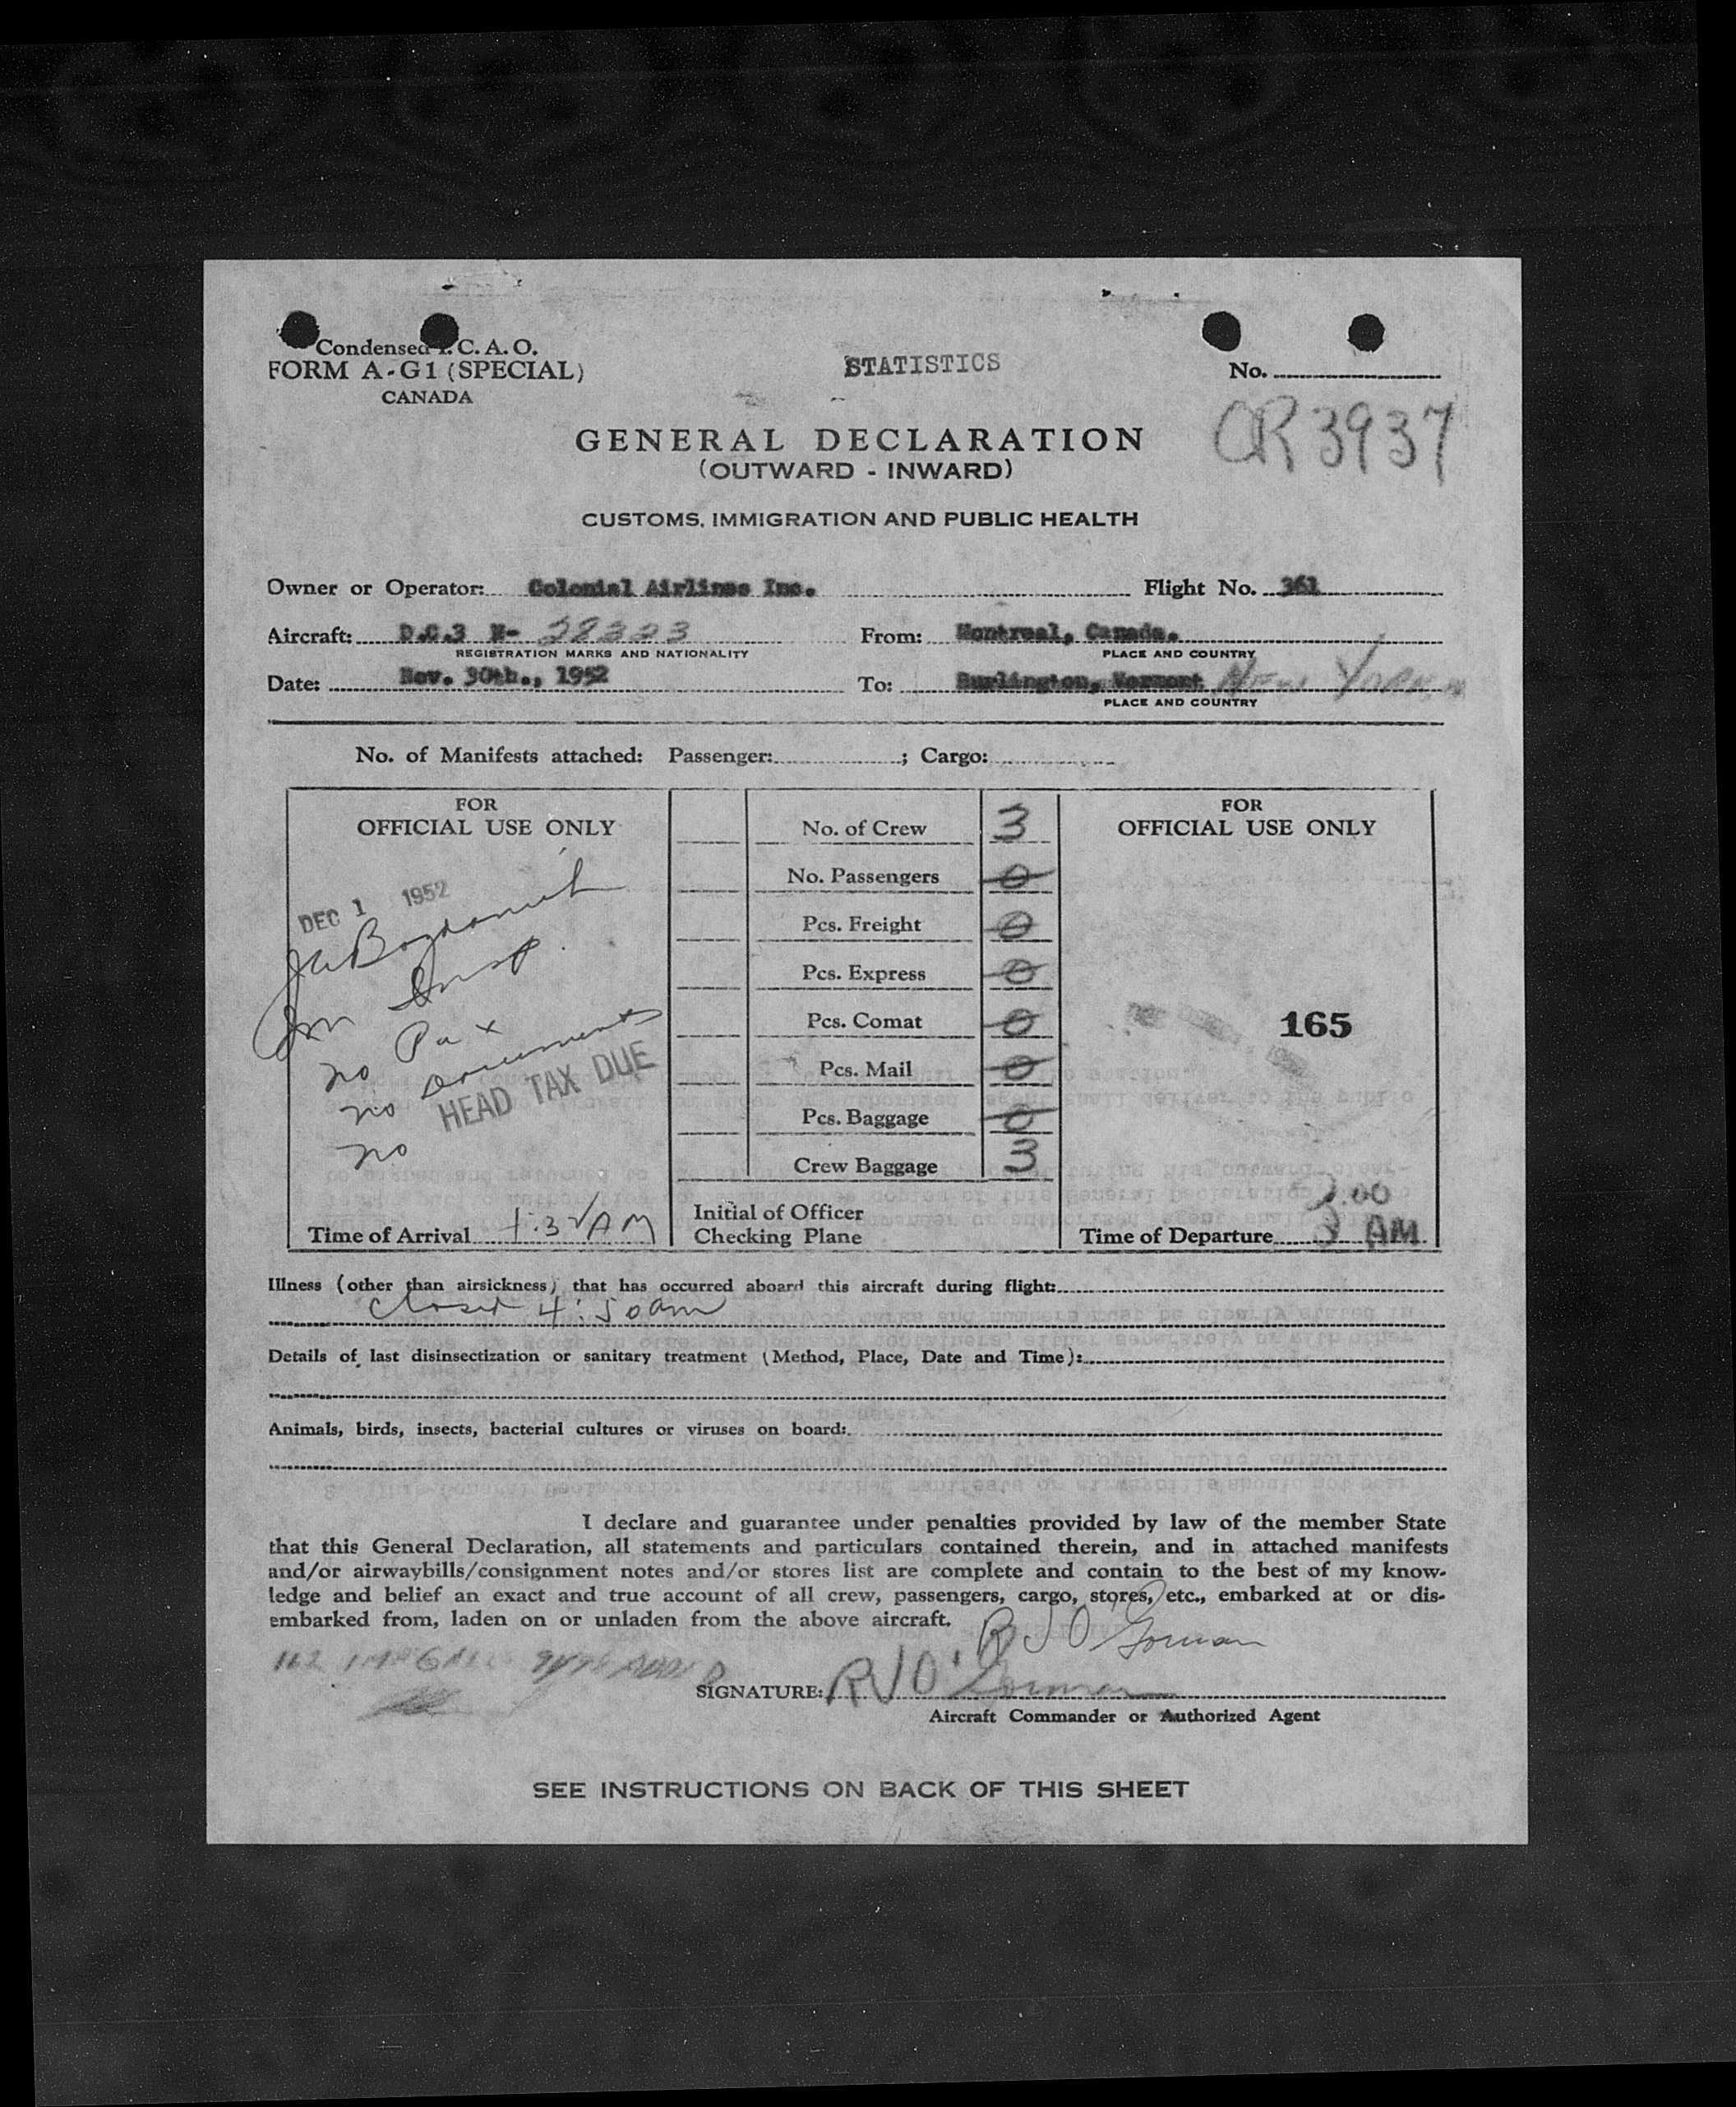 Condensed I. C. A. O.
FORM A-G1 (SPECIAL)
CANADA
STATISTICS
No.
CR 3937
GENERAL DECLARATION
(OUTWARD - INWARD)
CUSTOMS, IMMIGRATION AND PUBLIC HEALTH
Owner or Operator: Colonial Airlines Inc. Flight No. 361
Aircraft: D.C.3 N- 28323 From: Montreal, Canada.
REGISTRATION MARKS AND NATIONALITY PLACE AND COUNTRY
Date: Nov. 30th., 1952 To: Burlington, Vermont New York
PLACE AND COUNTRY
No. of Manifests attached: Passenger: ; Cargo:
FOR
OFFICIAL USE ONLY
DEC 1 1952
Im Insp
no Pax
no Documents
no HEAD TAX DUE
Time of Arrival AM
No. of Crew 3
No. Passengers 0
Pcs. Freight 0
Pcs. Express 0
Pcs. Comat 0
Pcs. Mail 0
Pcs. Baggage 0
Crew Baggage 3
Initial of Officer
Checking Plane
FOR
OFFICIAL USE ONLY
165
Time of Departure 3 AM
Illness (other than airsickness) that has occurred aboard this aircraft during flight:
Closed 4:50 am
Details of last disinsectization or sanitary treatment (Method, Place, Date and Time):
Animals, birds, insects, bacterial cultures or viruses on board:
I declare and guarantee under penalties provided by law of the member State
that this General Declaration, all statements and particulars contained therein, and in attached manifests
and/or airwaybills/consignment notes and/or stores list are complete and contain to the best of my know-
ledge and belief an exact and true account of all crew, passengers, cargo, stores, etc., embarked at or dis-
embarked from, laden on or unladen from the above aircraft.
R J O'Gorman
SIGNATURE: R J O'Gorman
Aircraft Commander or Authorized Agent
SEE INSTRUCTIONS ON BACK OF THIS SHEET